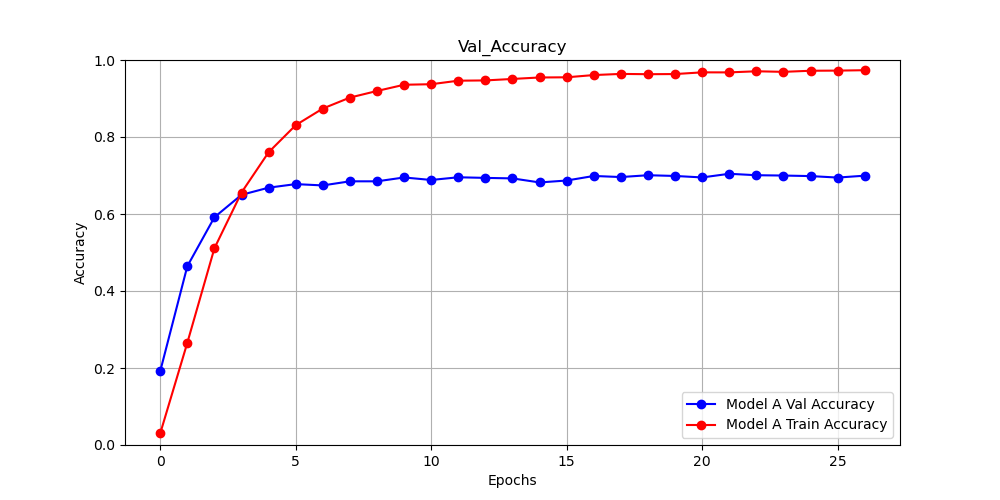 Val_Accuracy
1.0
0.8
0.6
0.4
0.2
0.0
Accuracy
0 5 10 15 20 25
Epochs
Model A Val Accuracy
Model A Train Accuracy